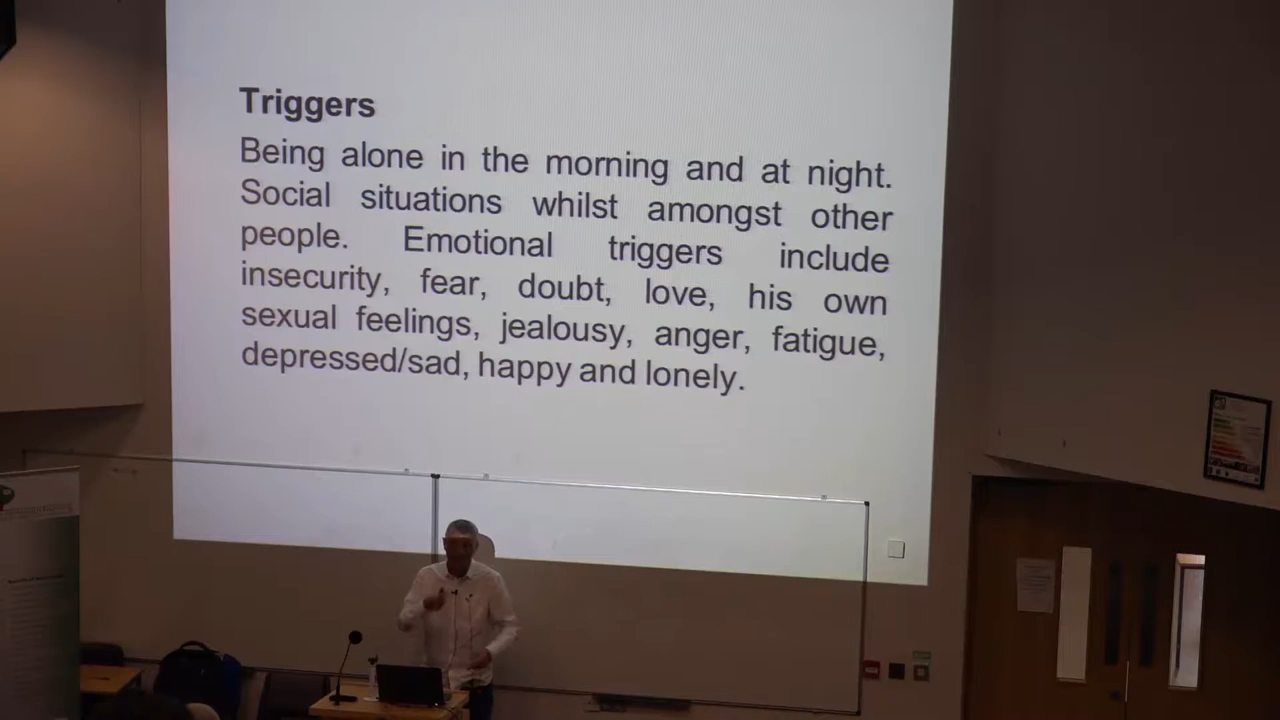 Triggers
Being alone in the morning and at night.
Social situations whilst amongst other
people. Emotional triggers include
insecurity, fear, doubt, love, his own
sexual feelings, jealousy, anger, fatigue,
depressed/sad, happy and lonely.